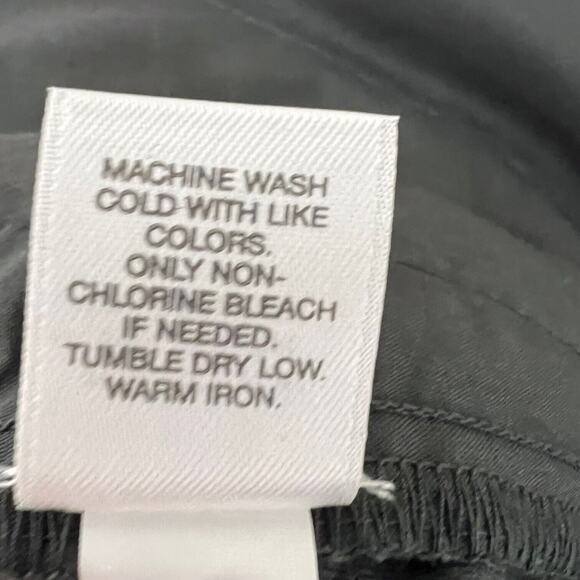 MACHINE WASH
COLD WITH LIKE
COLORS.
ONLY NON-
CHLORINE BLEACH
IF NEEDED.
TUMBLE DRY LOW.
WARM IRON.